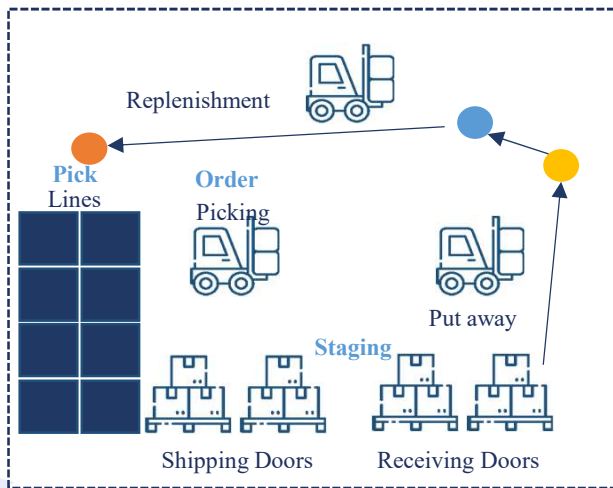 Replenishment
Pick
Lines
Order
Picking
Put away
Staging
Shipping Doors
Receiving Doors